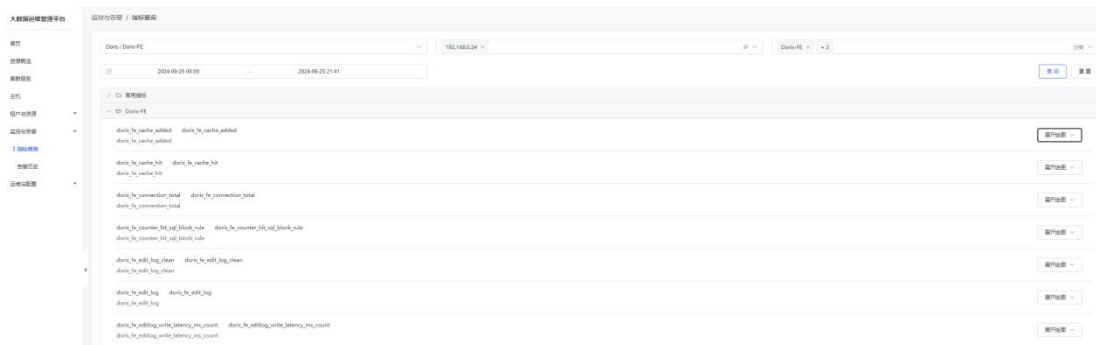 大数据运维管理平台
监控与告警 / 指标查询
首页
资源概览
集群服务
主机
租户与资源
监控与告警
指标查询
告警历史
运维与配置
Doris / Doris-FE
192.168.0.34 ×
IP
Doris-FE × + 2
分类
2024-09-25 00:00 - 2024-09-25 21:41
查 询 重 置
常用指标
Doris-FE
doris_fe_cache_added doris_fe_cache_added
doris_fe_cache_added
展开绘图
doris_fe_cache_hit doris_fe_cache_hit
doris_fe_cache_hit
展开绘图
doris_fe_connection_total doris_fe_connection_total
doris_fe_connection_total
展开绘图
doris_fe_counter_hit_sql_block_rule doris_fe_counter_hit_sql_block_rule
doris_fe_counter_hit_sql_block_rule
展开绘图
doris_fe_edit_log_clean doris_fe_edit_log_clean
doris_fe_edit_log_clean
展开绘图
doris_fe_edit_log doris_fe_edit_log
doris_fe_edit_log
展开绘图
doris_fe_editlog_write_latency_ms_count doris_fe_editlog_write_latency_ms_count
doris_fe_editlog_write_latency_ms_count
展开绘图